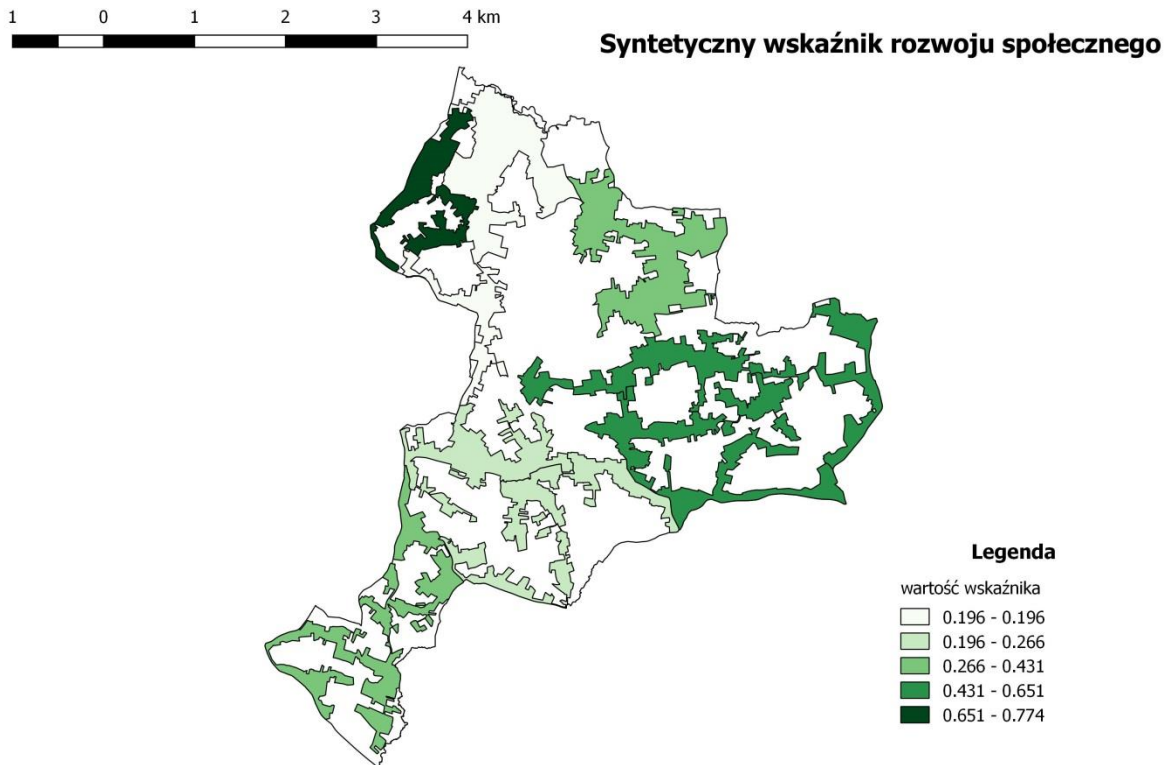 1 0 1 2 3 4 km
Syntetyczny wskaźnik rozwoju społecznego
Legenda
wartość wskaźnika
0.196 - 0.196
0.196 - 0.266
0.266 - 0.431
0.431 - 0.651
0.651 - 0.774